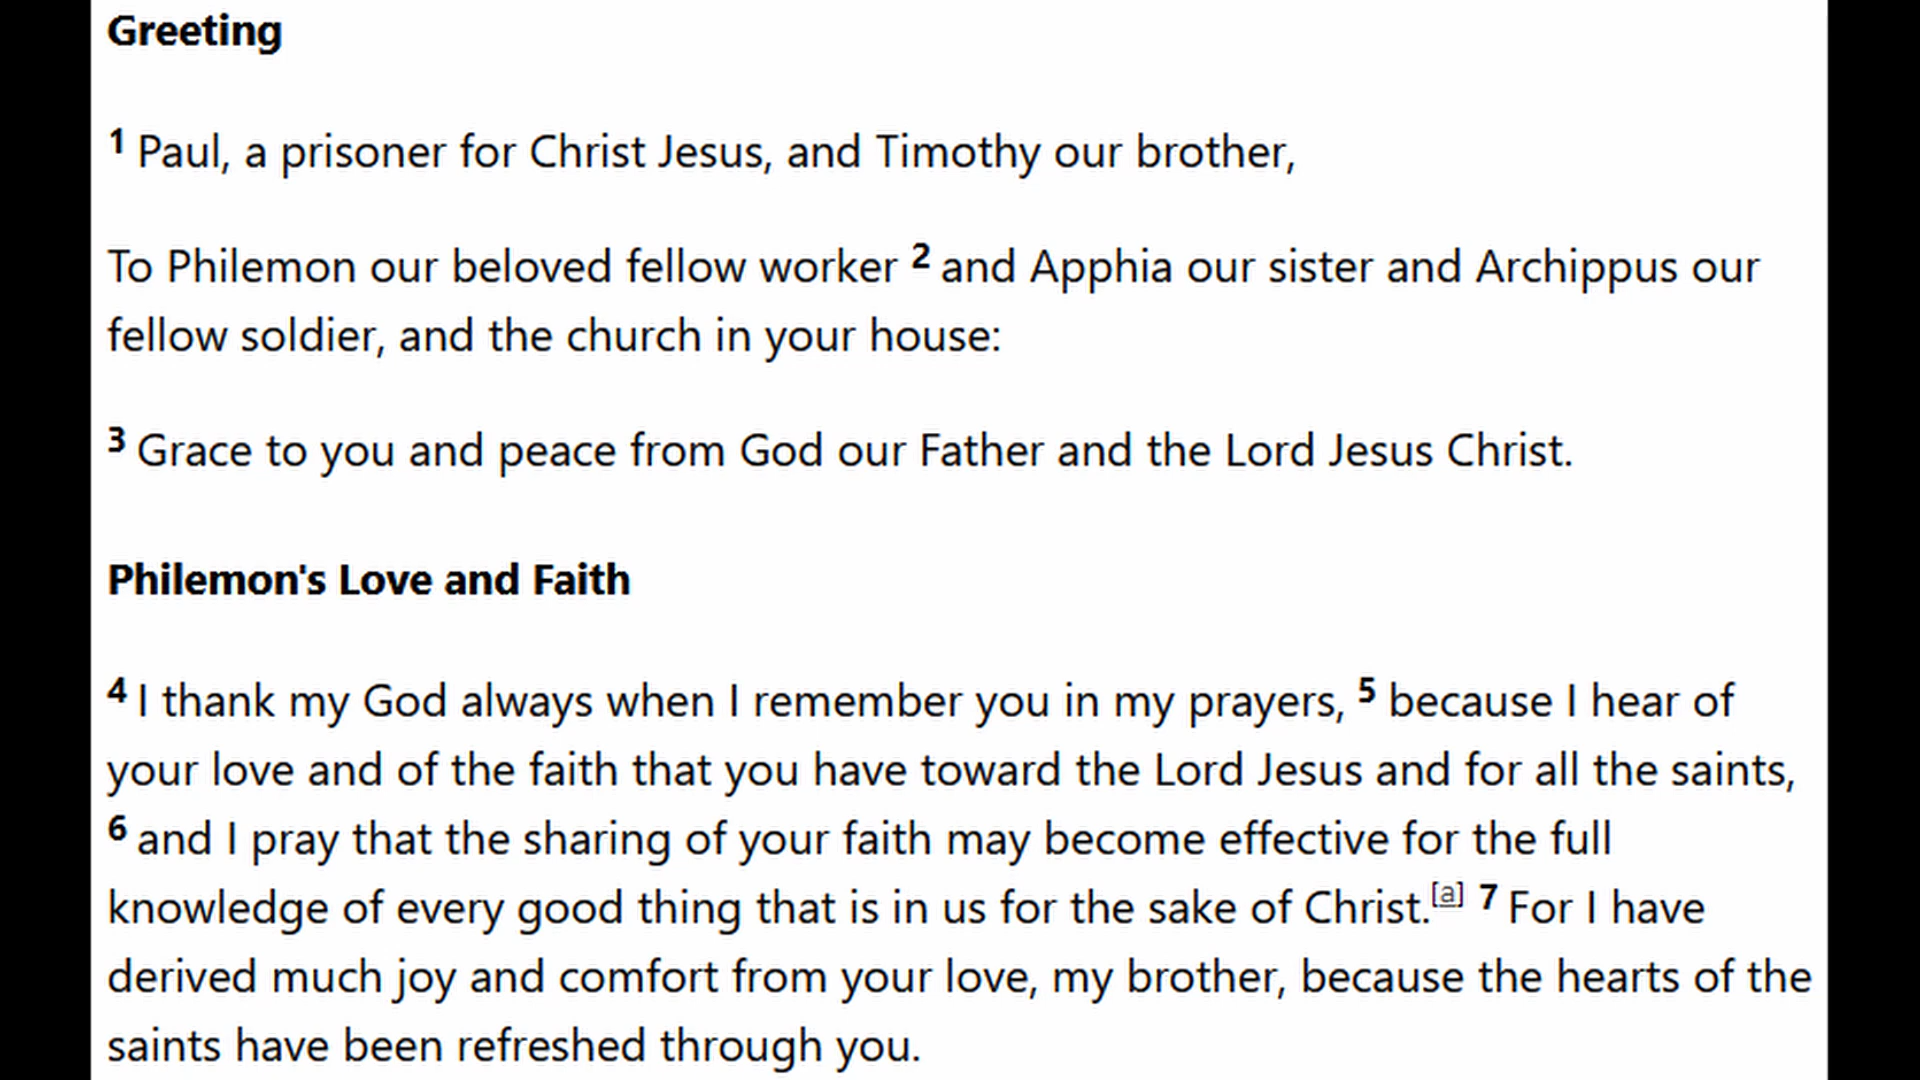 Greeting
1 Paul, a prisoner for Christ Jesus, and Timothy our brother,
To Philemon our beloved fellow worker 2 and Apphia our sister and Archippus our
fellow soldier, and the church in your house:
3 Grace to you and peace from God our Father and the Lord Jesus Christ.
Philemon's Love and Faith
4 I thank my God always when I remember you in my prayers, 5 because I hear of
your love and of the faith that you have toward the Lord Jesus and for all the saints,
6 and I pray that the sharing of your faith may become effective for the full
knowledge of every good thing that is in us for the sake of Christ.[a] 7 For I have
derived much joy and comfort from your love, my brother, because the hearts of the
saints have been refreshed through you.